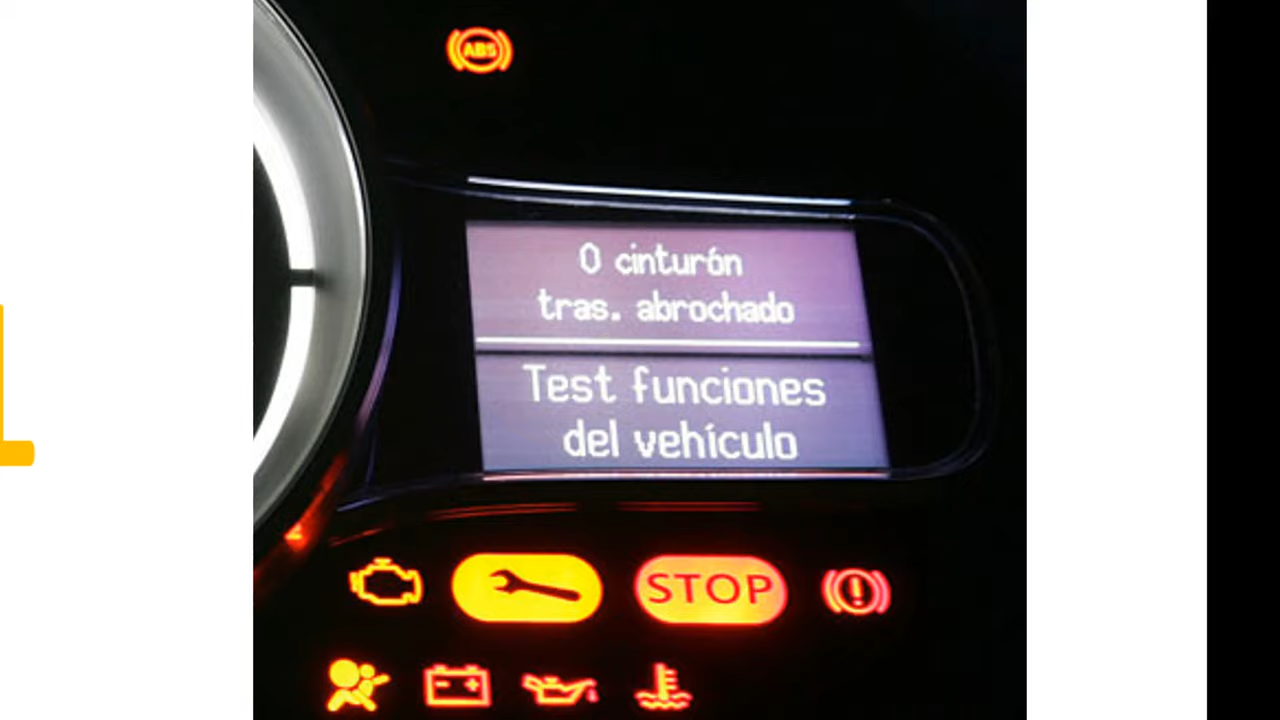 ABS
0 cinturón
tras. abrochado
Test funciones
del vehículo
STOP